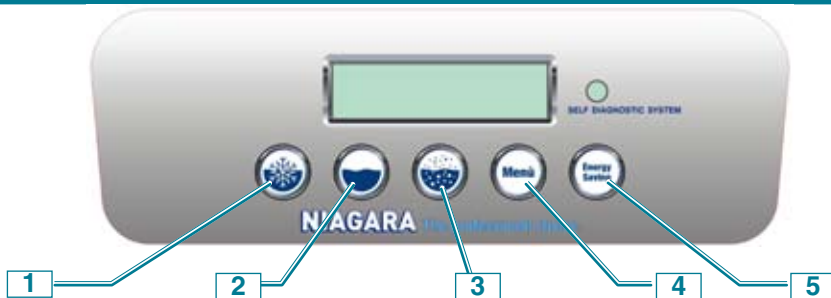 SELF DIAGNOSTIC SYSTEM
Menù
Energy
Saving
NIAGARA
1
2
3
4
5